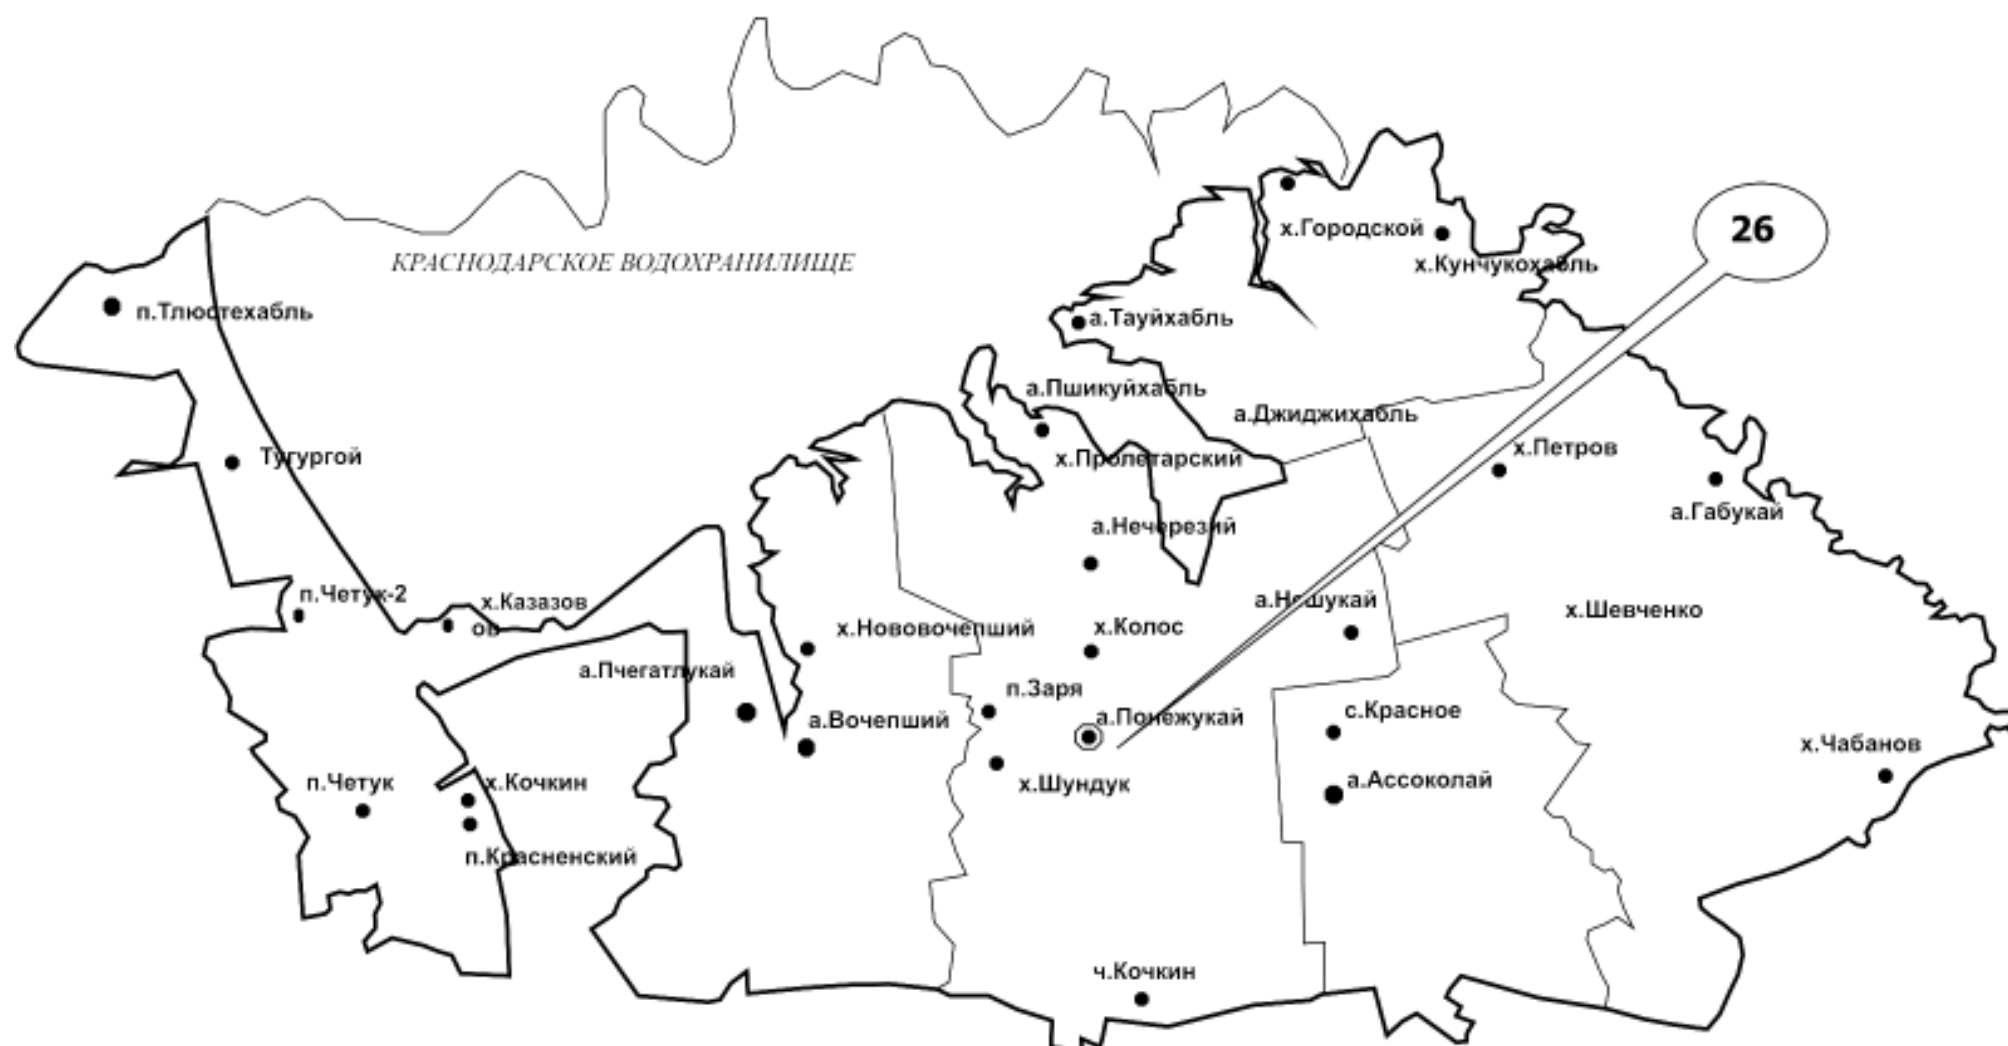 26
х.Городской
КРАСНОДАРСКОЕ ВОДОХРАНИЛИЩЕ
х.Кунчукохабль
п.Тлюстехабль
а.Тауйхабль
а.Пшикуйхабль
а.Джиджихабль
х.Петров
Тугургой
х.Пролетарский
а.Габукай
а.Нечерезий
п.Четук-2
х.Казазов
ов
а.Нешукай
х.Шевченко
х.Нововочепший
х.Колос
а.Пчегатлукай
п.Заря
а.Вочепший
а.Понежукай
с.Красное
х.Чабанов
п.Четук
х.Кочкин
х.Шундук
а.Ассоколай
п.Красненский
ч.Кочкин